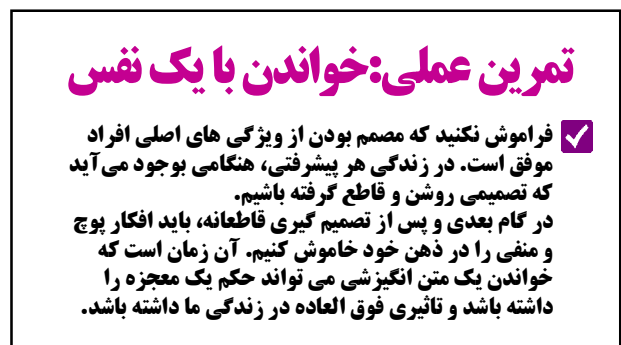 تمرین عملی:خواندن با یک نفس
فراموش نکنید که مصمم بودن از ویژگی های اصلی افراد
موفق است. در زندگی هر پیشرفتی، هنگامی بوجود می‌آید
که تصمیمی روشن و قاطع گرفته باشیم.
در گام بعدی و پس از تصمیم گیری قاطعانه، باید افکار پوچ
و منفی را در ذهن خود خاموش کنیم. آن زمان است که
خواندن یک متن انگیزشی می تواند حکم یک معجزه را
داشته باشد و تاثیری فوق العاده در زندگی ما داشته باشد.